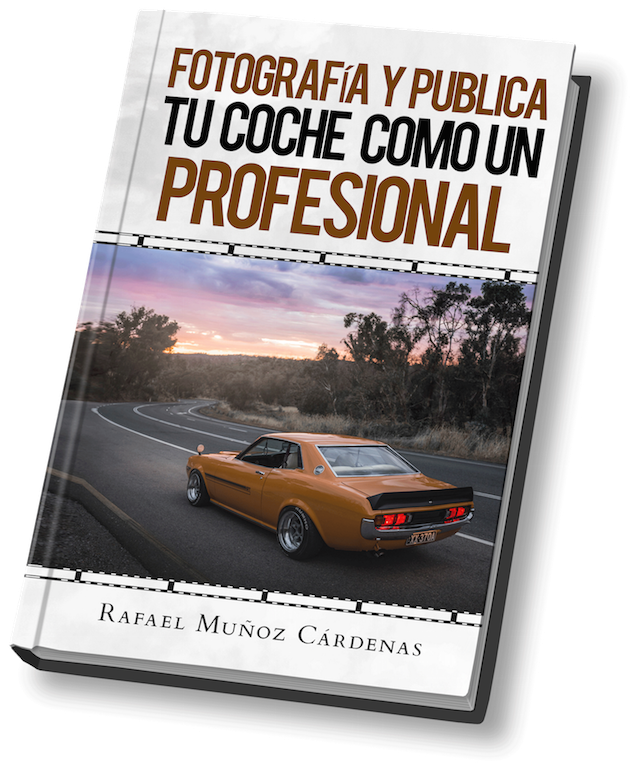 FOTOGRAFíA Y PUBLICA
TU COCHE COMO UN
PROFESIONAL
RAFAEL MUÑOZ CÁRDENAS